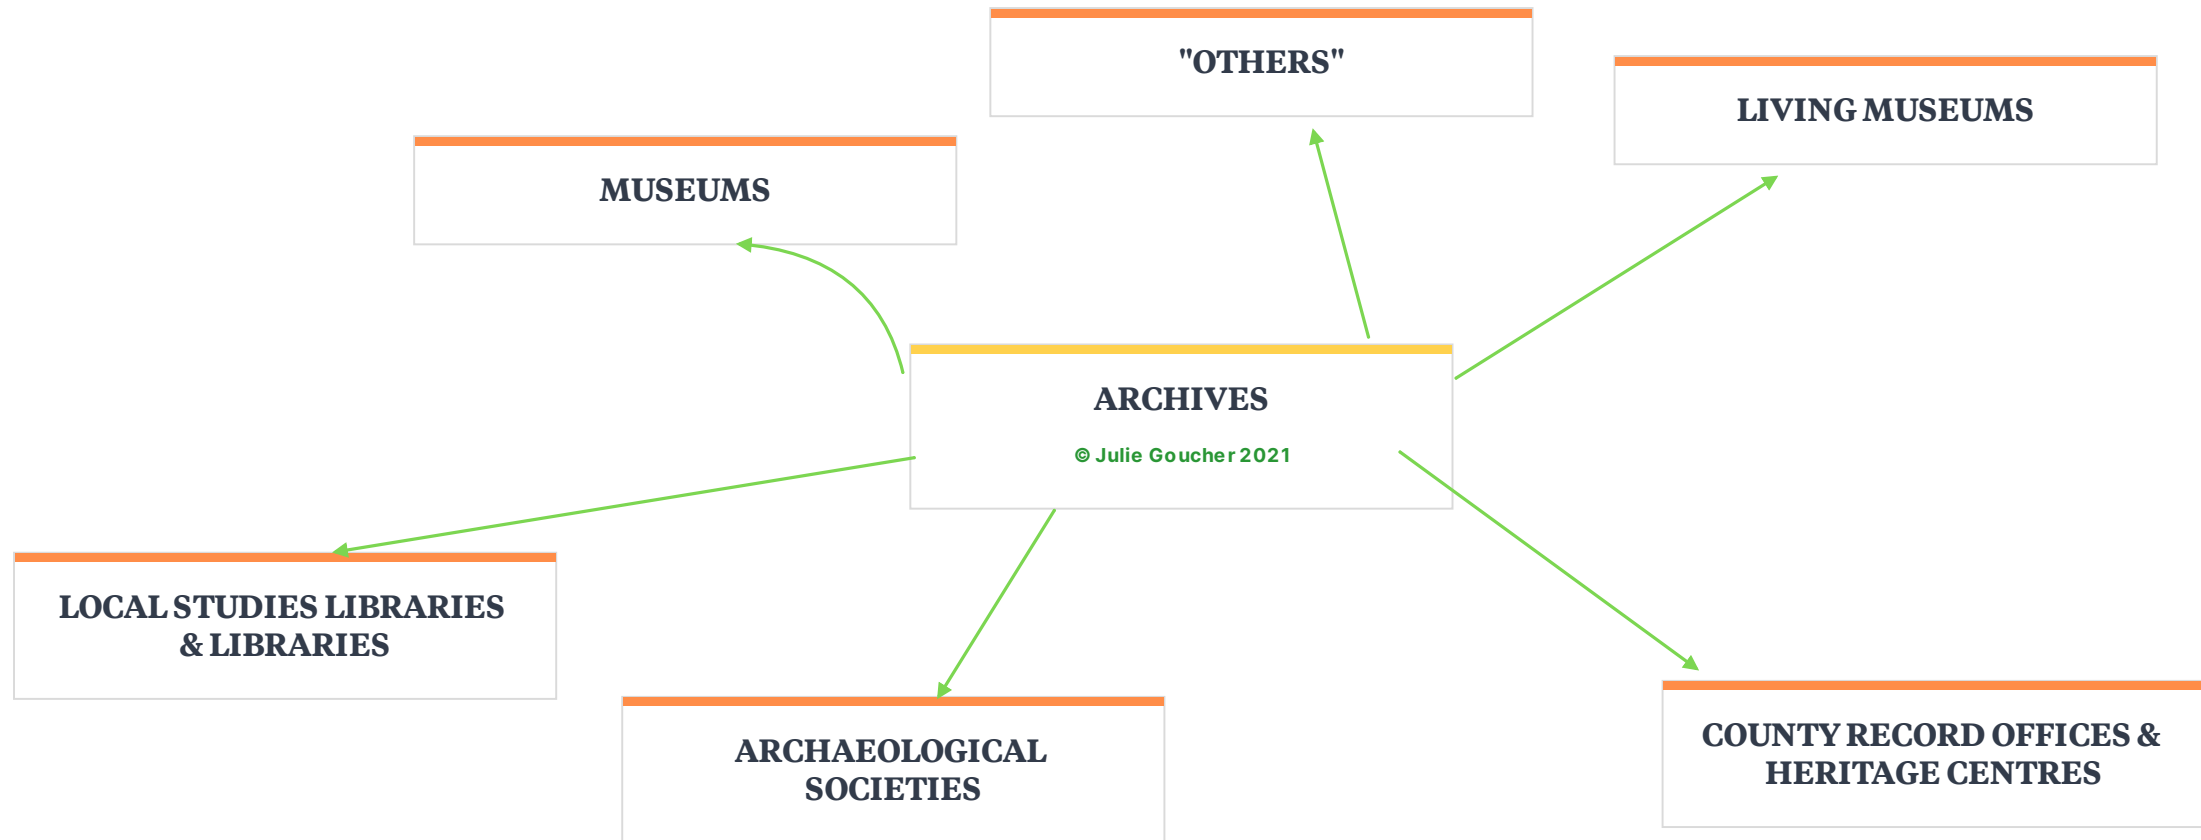 "OTHERS"
LIVING MUSEUMS
MUSEUMS
ARCHIVES
© Julie Goucher 2021
LOCAL STUDIES LIBRARIES
& LIBRARIES
ARCHAEOLOGICAL
SOCIETIES
COUNTY RECORD OFFICES &
HERITAGE CENTRES